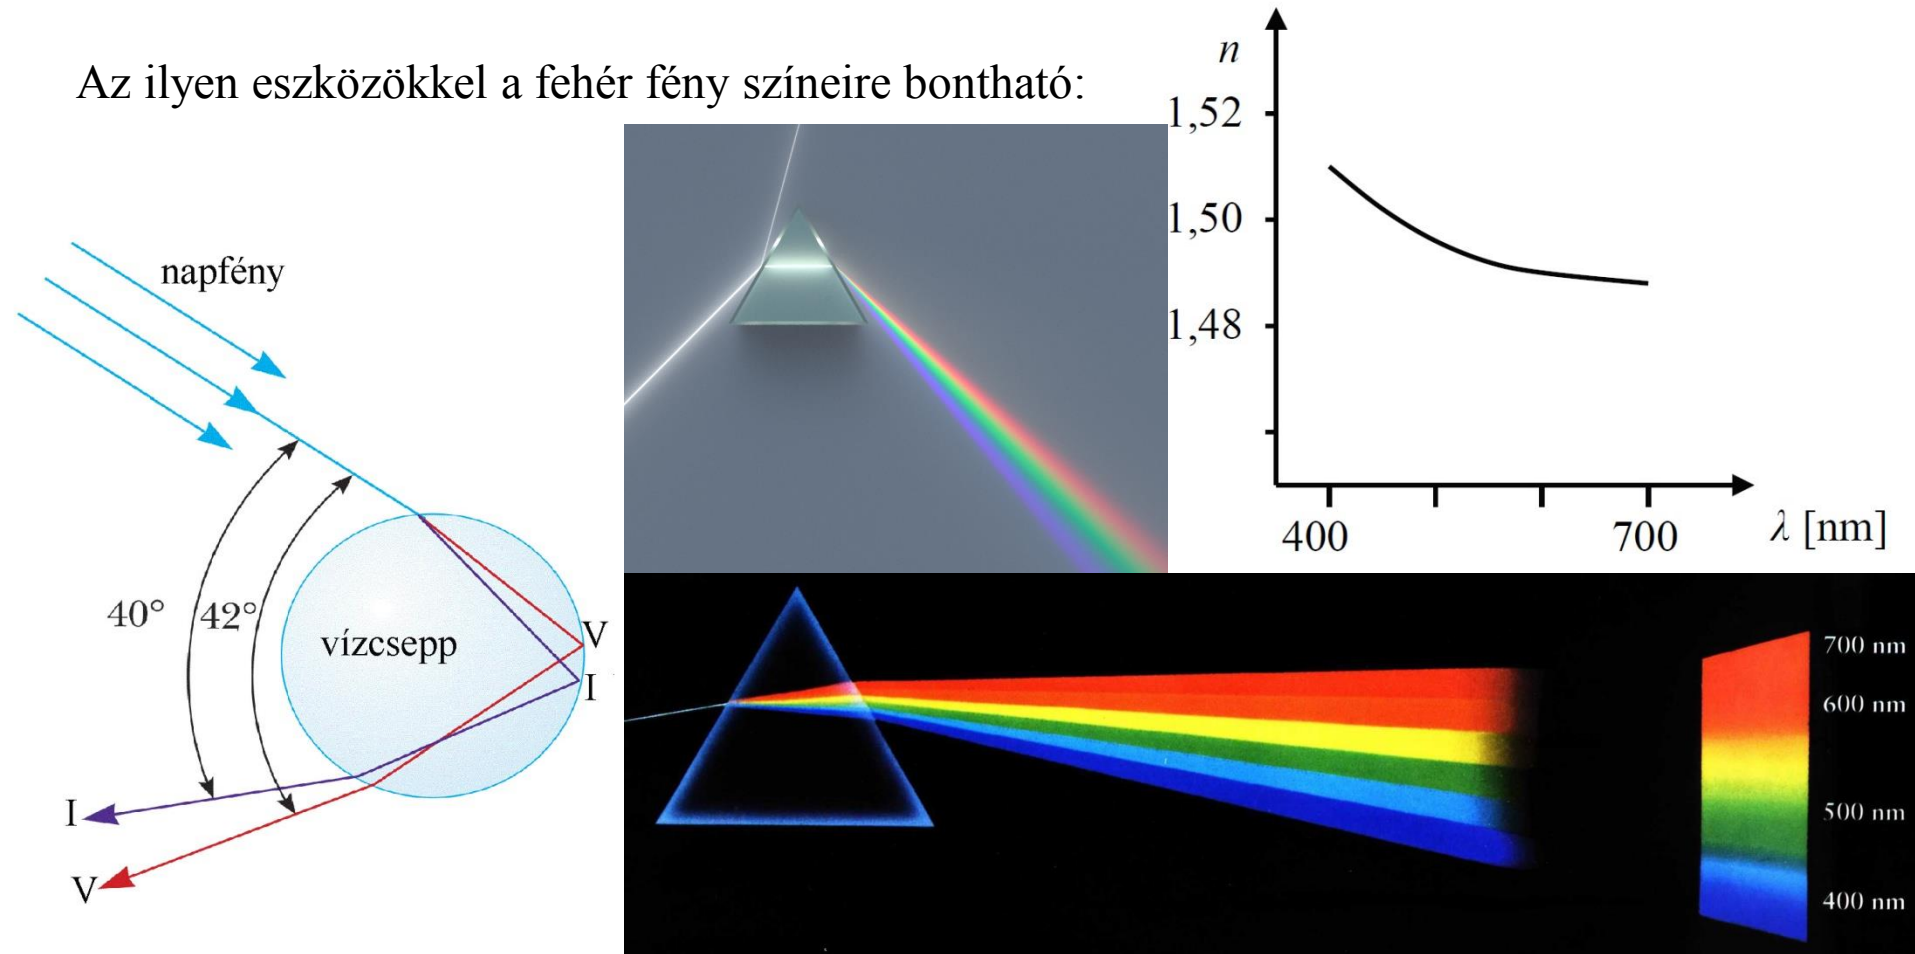 Az ilyen eszközökkel a fehér fény színeire bontható:
napfény
40°
42°
vízcsepp
V
I
I
V
n
1,52
1,50
1,48
400
700
λ [nm]
700 nm
600 nm
500 nm
400 nm